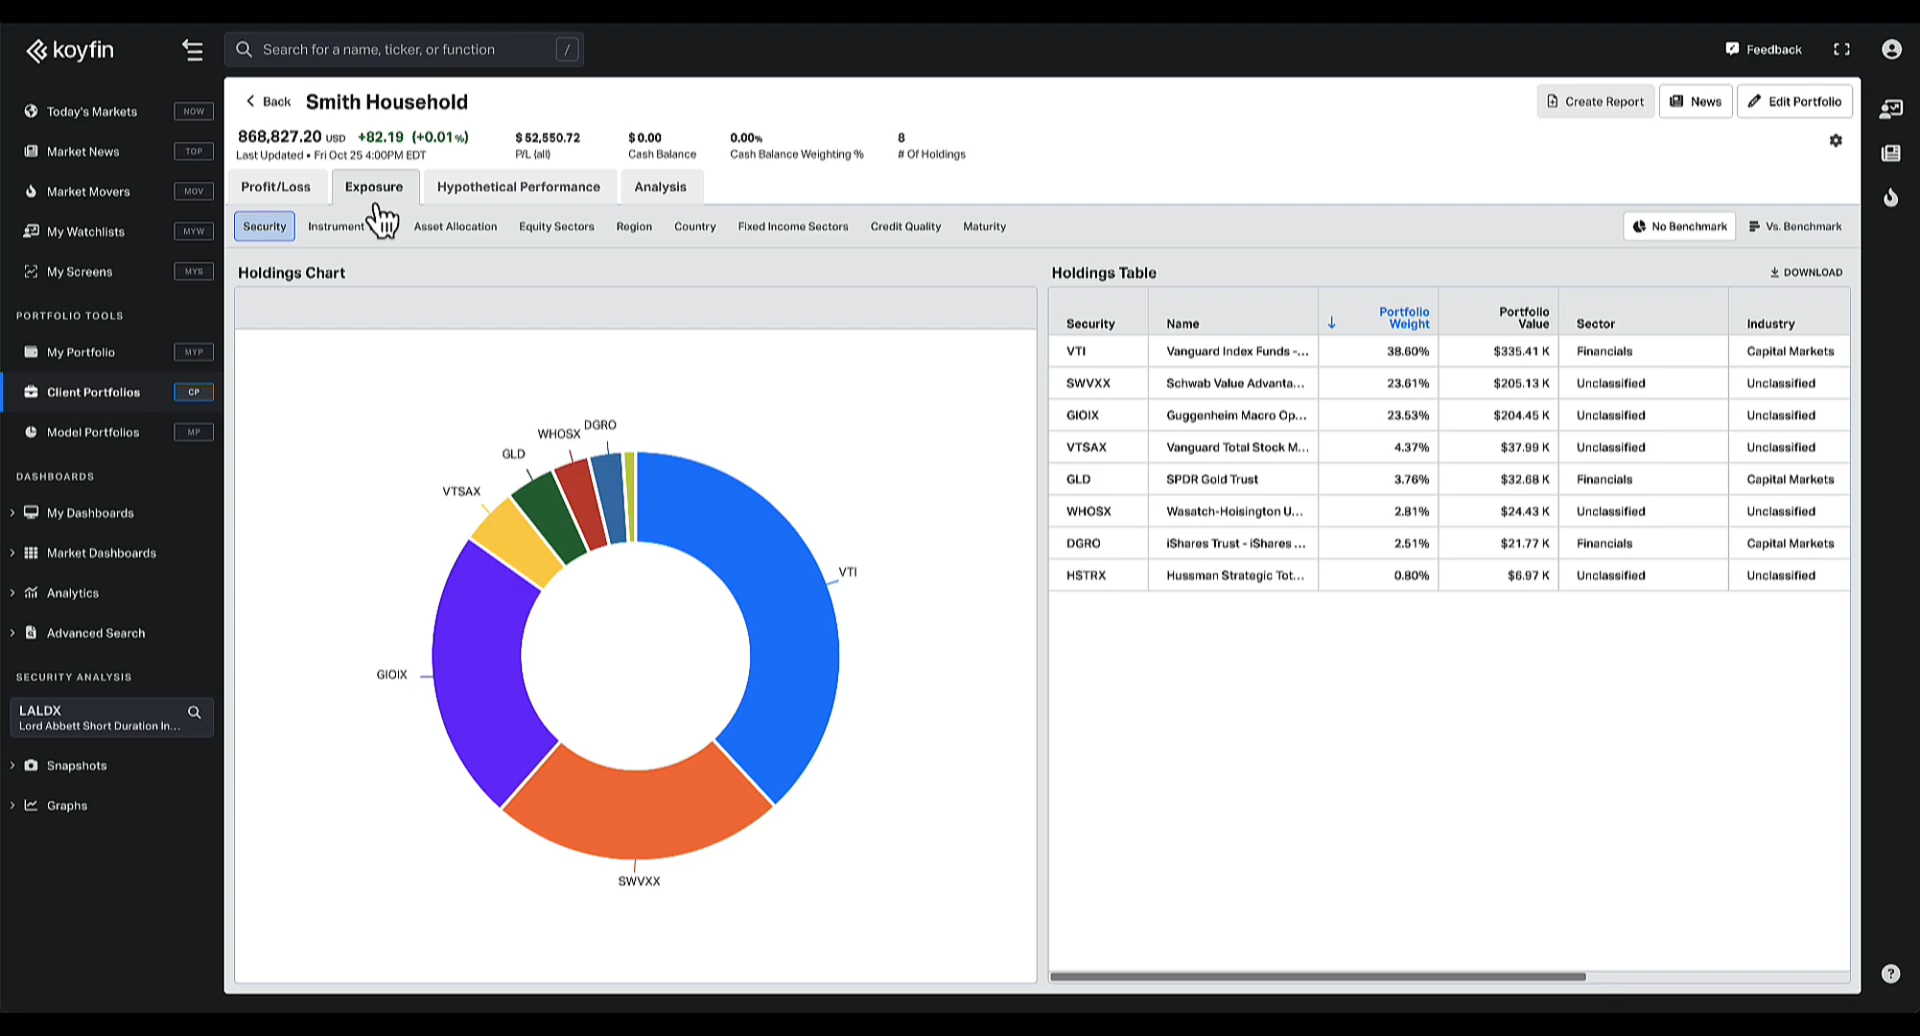 koyfin
Search for a name, ticker, or function /
Feedback
Today's Markets NOW
Market News TOP
Market Movers MOV
My Watchlists MYW
My Screens MYS
PORTFOLIO TOOLS
My Portfolio MYP
Client Portfolios CP
Model Portfolios MP
DASHBOARDS
My Dashboards
Market Dashboards
Analytics
Advanced Search
SECURITY ANALYSIS
LALDX
Lord Abbett Short Duration In...
Snapshots
Graphs
Back Smith Household
Create Report News Edit Portfolio
868,827.20 USD +82.19 (+0.01%)
Last Updated • Fri Oct 25 4:00PM EDT
$52,550.72
P/L (all)
$0.00
Cash Balance
0.00%
Cash Balance Weighting %
8
# Of Holdings
Profit/Loss Exposure Hypothetical Performance Analysis
Security Instrument Asset Allocation Equity Sectors Region Country Fixed Income Sectors Credit Quality Maturity
No Benchmark Vs. Benchmark
Holdings Chart
DGRO
WHOSX
GLD
VTSAX
VTI
GIOIX
SWVXX
Holdings Table DOWNLOAD
Security Name Portfolio Weight Portfolio Value Sector Industry
VTI Vanguard Index Funds -... 38.60% $335.41 K Financials Capital Markets
SWVXX Schwab Value Advanta... 23.61% $205.13 K Unclassified Unclassified
GIOIX Guggenheim Macro Op... 23.53% $204.45 K Unclassified Unclassified
VTSAX Vanguard Total Stock M... 4.37% $37.99 K Unclassified Unclassified
GLD SPDR Gold Trust 3.76% $32.68 K Financials Capital Markets
WHOSX Wasatch-Hoisington U... 2.81% $24.43 K Unclassified Unclassified
DGRO iShares Trust - iShares ... 2.51% $21.77 K Financials Capital Markets
HSTRX Hussman Strategic Tot... 0.80% $6.97 K Unclassified Unclassified
?